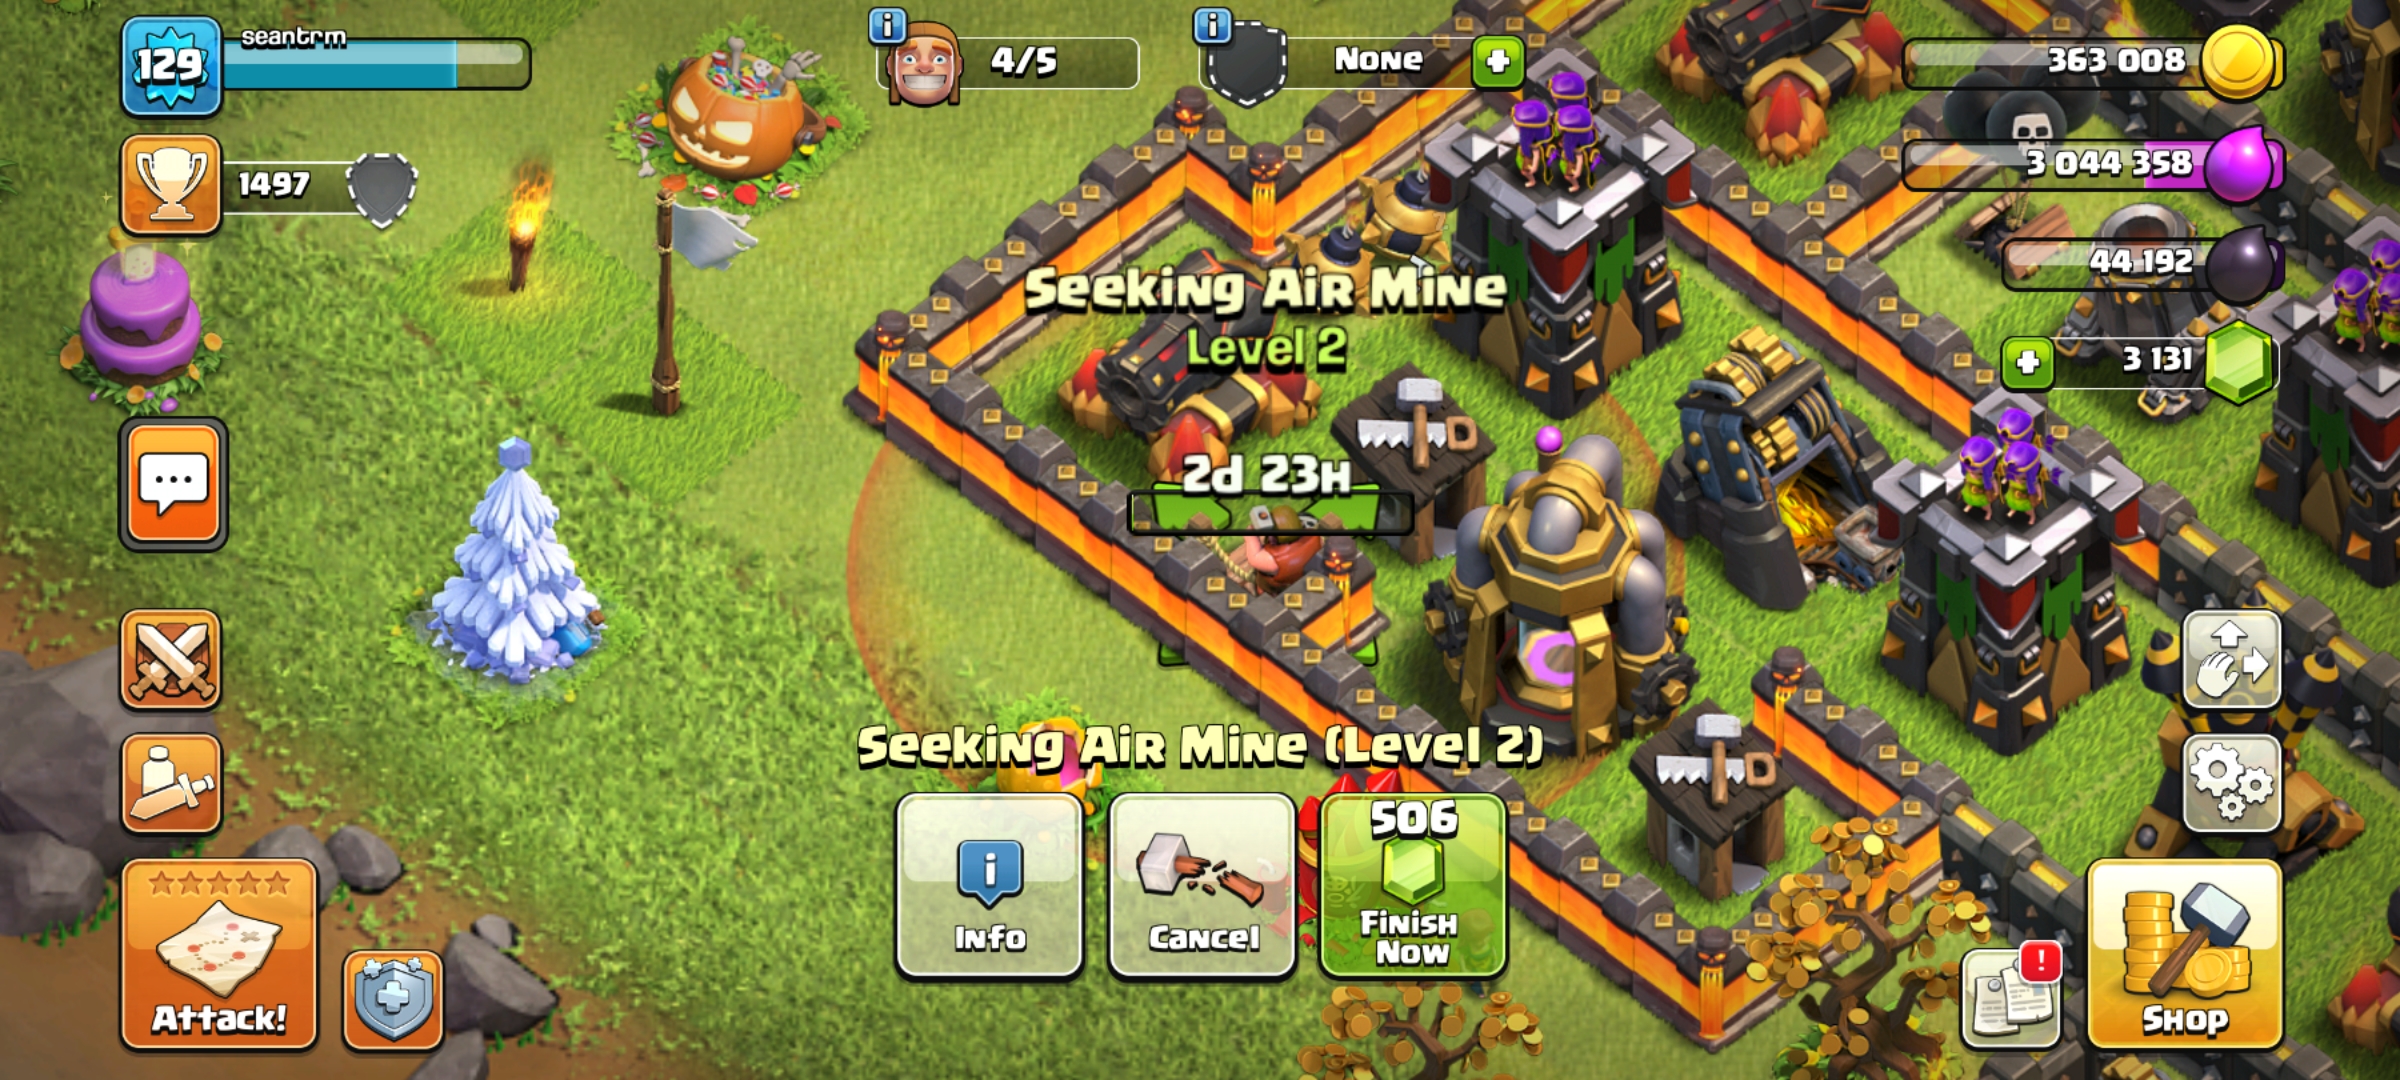 129
seantrm
4/5
None
363 008
1497
3 044 358
44 192
3 131
Seeking Air Mine
Level 2
2d 23H
Seeking Air Mine (Level 2)
Info
Cancel
506
Finish
Now
Attack!
!
Shop